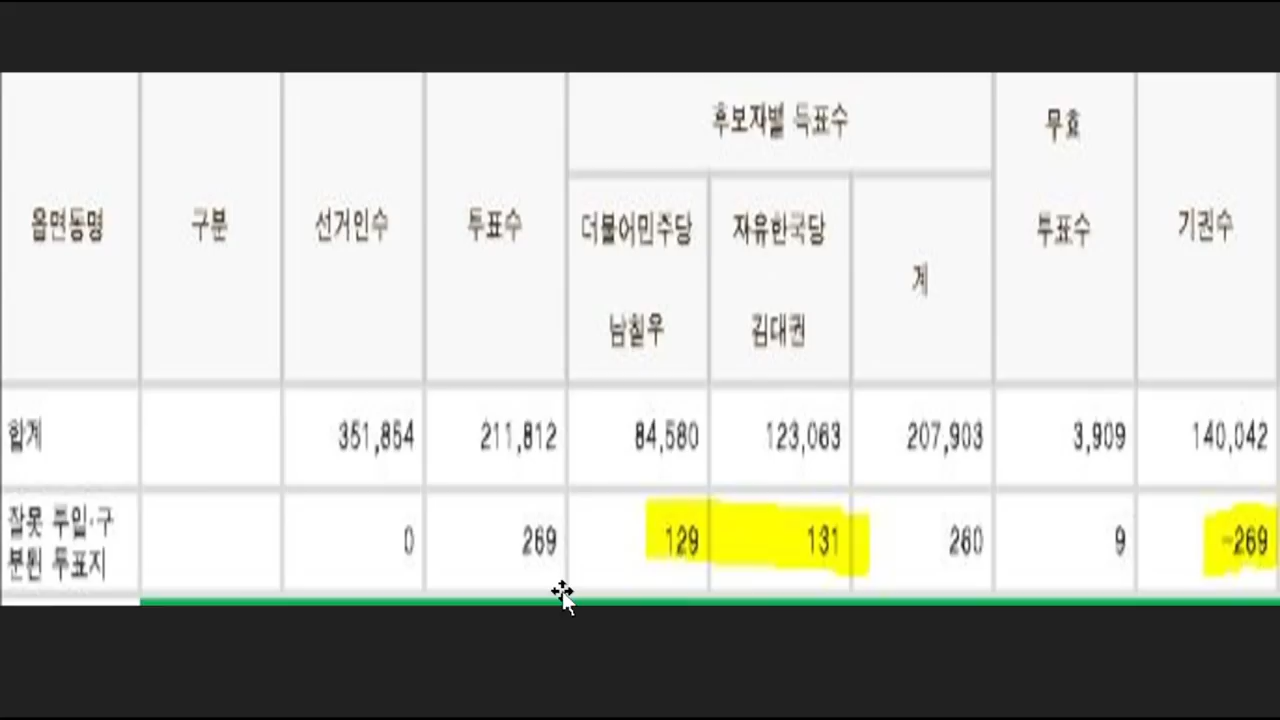 읍면동명 구분 선거인수 투표수 후보자별 득표수 무효 투표수 기권수
더불어민주당 남칠우 자유한국당 김대권 계
합계 351,854 211,812 84,580 123,063 207,903 3,909 140,042
잘못 투입·구
분된 투표지 0 269 129 131 260 9 -269